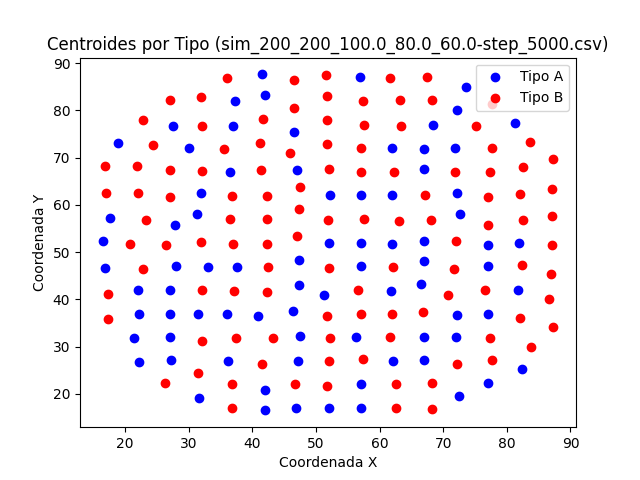 Centroides por Tipo (sim_200_200_100.0_80.0_60.0-step_5000.csv)
Tipo A
Tipo B
90
80
70
60
50
40
30
20
Coordenada Y
20 30 40 50 60 70 80 90
Coordenada X